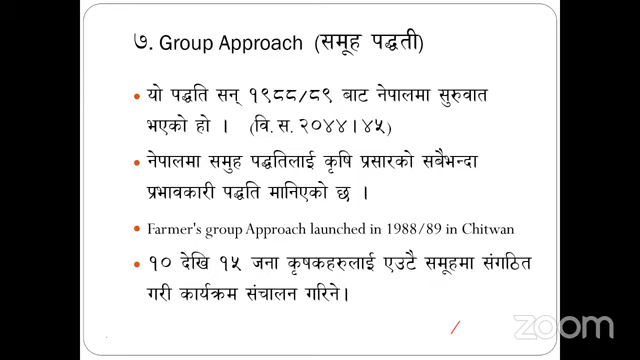 ७. Group Approach (समूह पद्धती)
• यो पद्धति सन् १९८८/८९ बाट नेपालमा सुरुवात
भएको हो । (वि.स.२०४४।४५)
• नेपालमा समुह पद्धतिलाई कृषि प्रसारको सबैभन्दा
प्रभावकारी पद्धति मानिएको छ ।
• Farmer's group Approach launched in 1988/89 in Chitwan
• १० देखि १५ जना कृषकहरुलाई एउटै समूहमा संगठित
गरी कार्यक्रम संचालन गरिने।
zoom